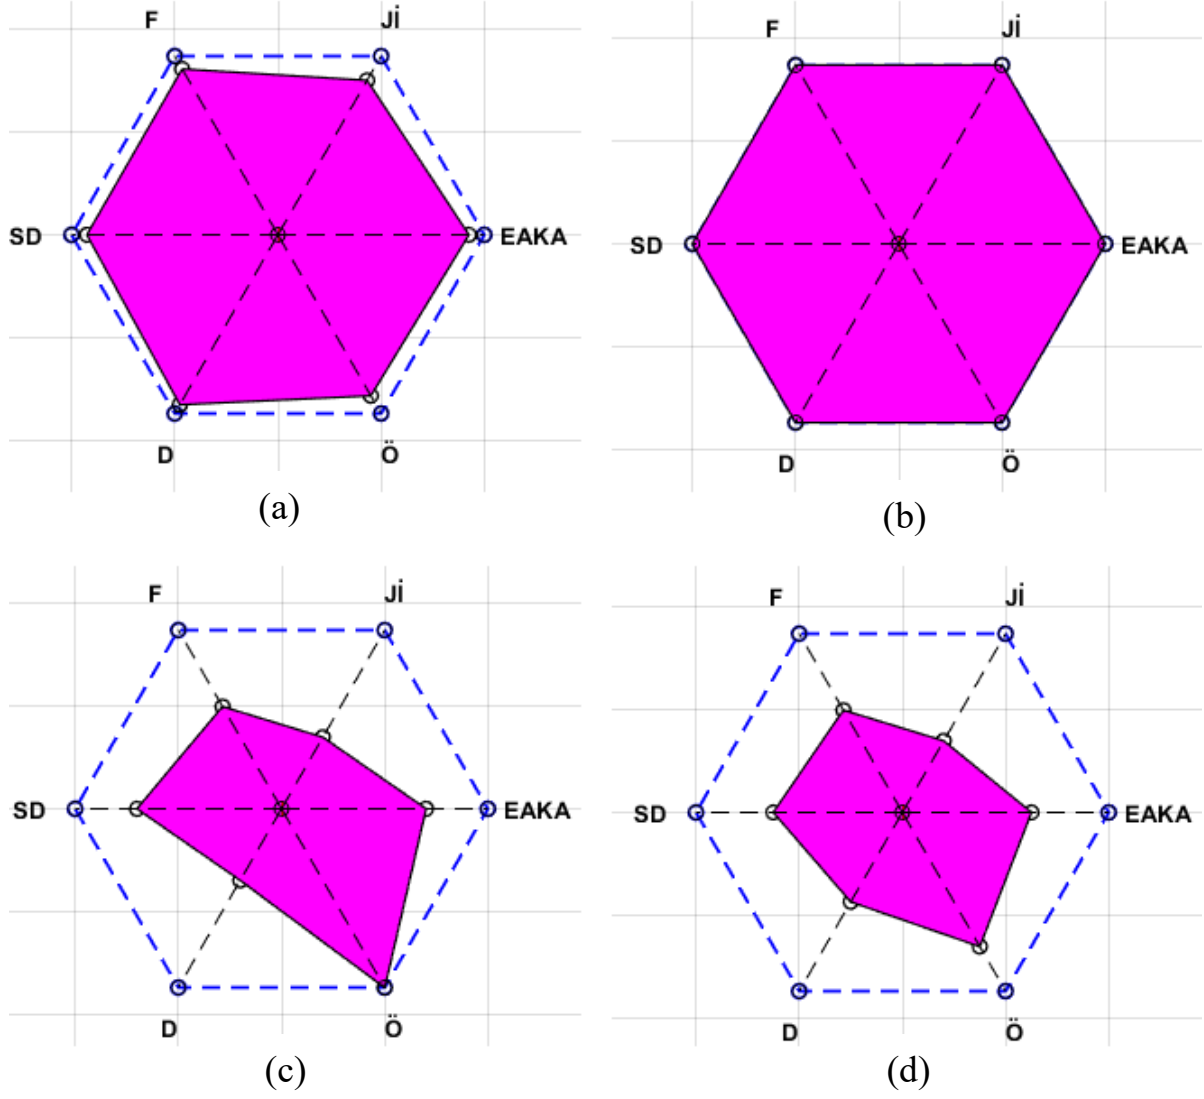 F Jİ
SD EAKA
D Ö
(a)
F Jİ
SD EAKA
D Ö
(b)
F Jİ
SD EAKA
D Ö
(c)
F Jİ
SD EAKA
D Ö
(d)